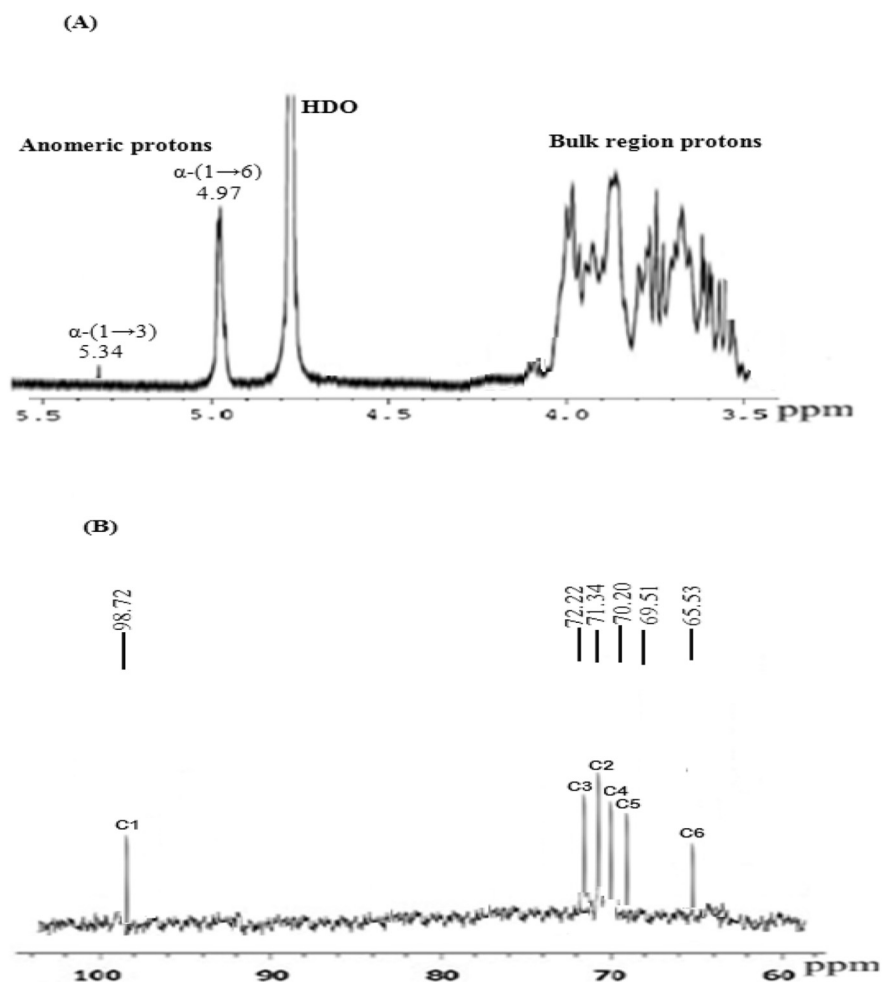 (A)
HDO
Anomeric protons
Bulk region protons
α-(1→6)
4.97
α-(1→3)
5.34
5.5 5.0 4.5 4.0 3.5 ppm
(B)
98.72
72.22
71.34
70.20
69.51
65.53
C1
C3
C2
C4
C5
C6
100 90 80 70 60 ppm